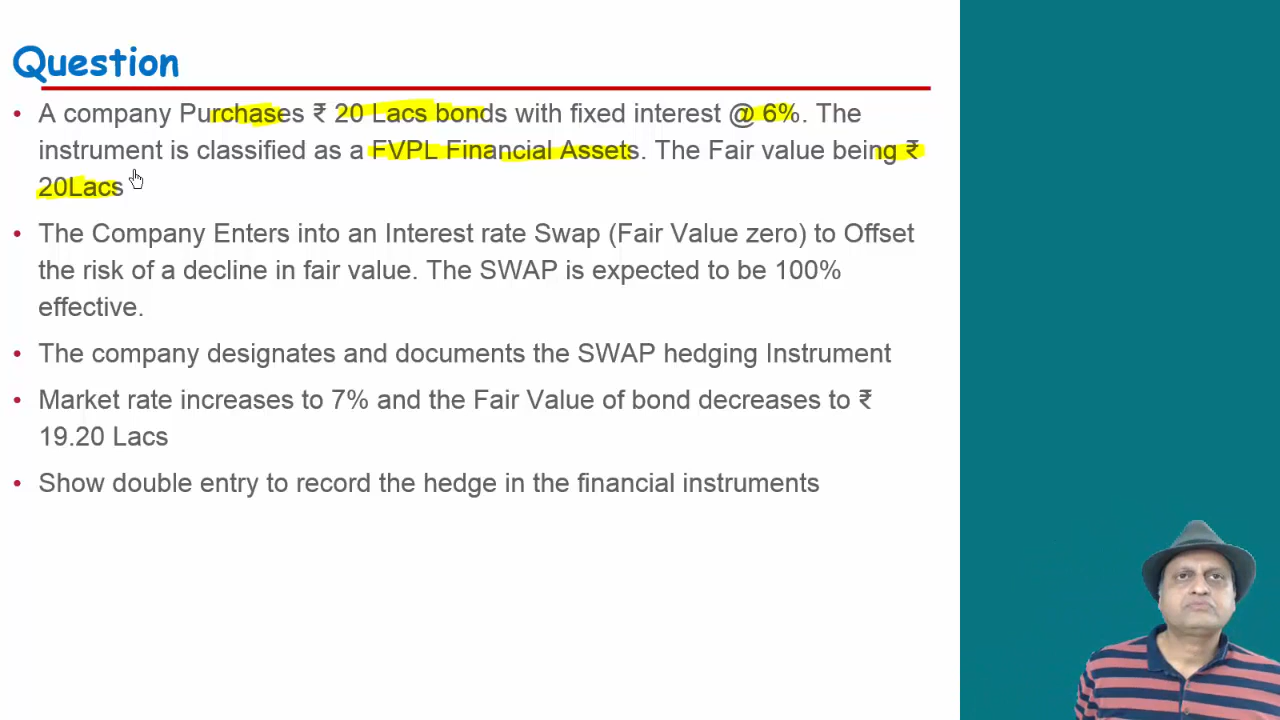 Question
• A company Purchases ₹ 20 Lacs bonds with fixed interest @ 6%. The
instrument is classified as a FVPL Financial Assets. The Fair value being ₹
20Lacs
• The Company Enters into an Interest rate Swap (Fair Value zero) to Offset
the risk of a decline in fair value. The SWAP is expected to be 100%
effective.
• The company designates and documents the SWAP hedging Instrument
• Market rate increases to 7% and the Fair Value of bond decreases to ₹
19.20 Lacs
• Show double entry to record the hedge in the financial instruments